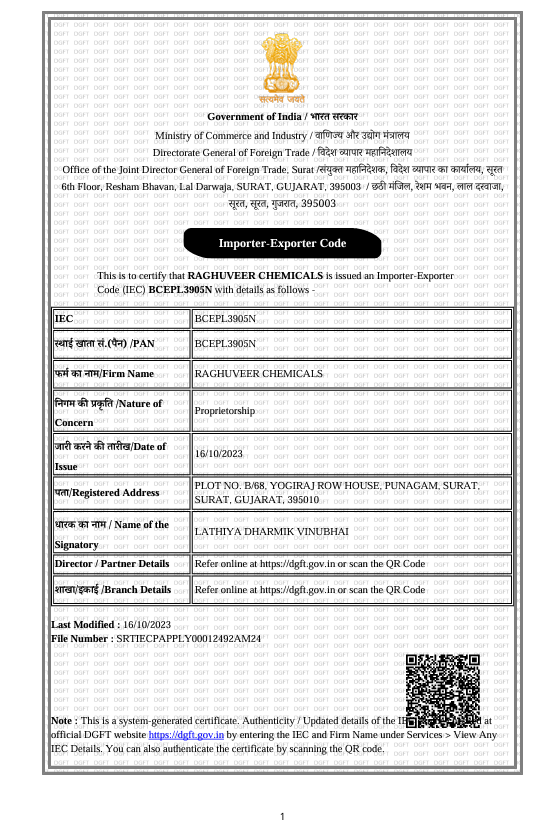 सत्यमेव जयते
Government of India / भारत सरकार
Ministry of Commerce and Industry / वाणिज्य और उद्योग मंत्रालय
Directorate General of Foreign Trade / विदेश व्यापार महानिदेशालय
Office of the Joint Director General of Foreign Trade, Surat /संयुक्त महानिदेशक, विदेश व्यापार का कार्यालय, सूरत
6th Floor, Resham Bhavan, Lal Darwaja, SURAT, GUJARAT, 395003 / छठी मंजिल, रेशम भवन, लाल दरवाजा,
सूरत, सूरत, गुजरात, 395003
Importer-Exporter Code
This is to certify that RAGHUVEER CHEMICALS is issued an Importer-Exporter
Code (IEC) BCEPL3905N with details as follows -
IEC BCEPL3905N
स्थाई खाता सं.(पैन) /PAN BCEPL3905N
फर्म का नाम/Firm Name RAGHUVEER CHEMICALS
निगम की प्रकृति /Nature of
Concern
Proprietorship
जारी करने की तारीख/Date of
Issue
16/10/2023
पता/Registered Address
PLOT NO. B/68, YOGIRAJ ROW HOUSE, PUNAGAM, SURAT,
SURAT, GUJARAT, 395010
धारक का नाम / Name of the
Signatory
LATHIYA DHARMIK VINUBHAI
Director / Partner Details Refer online at https://dgft.gov.in or scan the QR Code
शाखा/इकाई /Branch Details Refer online at https://dgft.gov.in or scan the QR Code
Last Modified : 16/10/2023
File Number : SRTIECPAPPLY00012492AM24
Note : This is a system-generated certificate. Authenticity / Updated details of the at
official DGFT website https://dgft.gov.in by entering the IEC and Firm Name under Services > View Any
IEC Details. You can also authenticate the certificate by scanning the QR code.
1